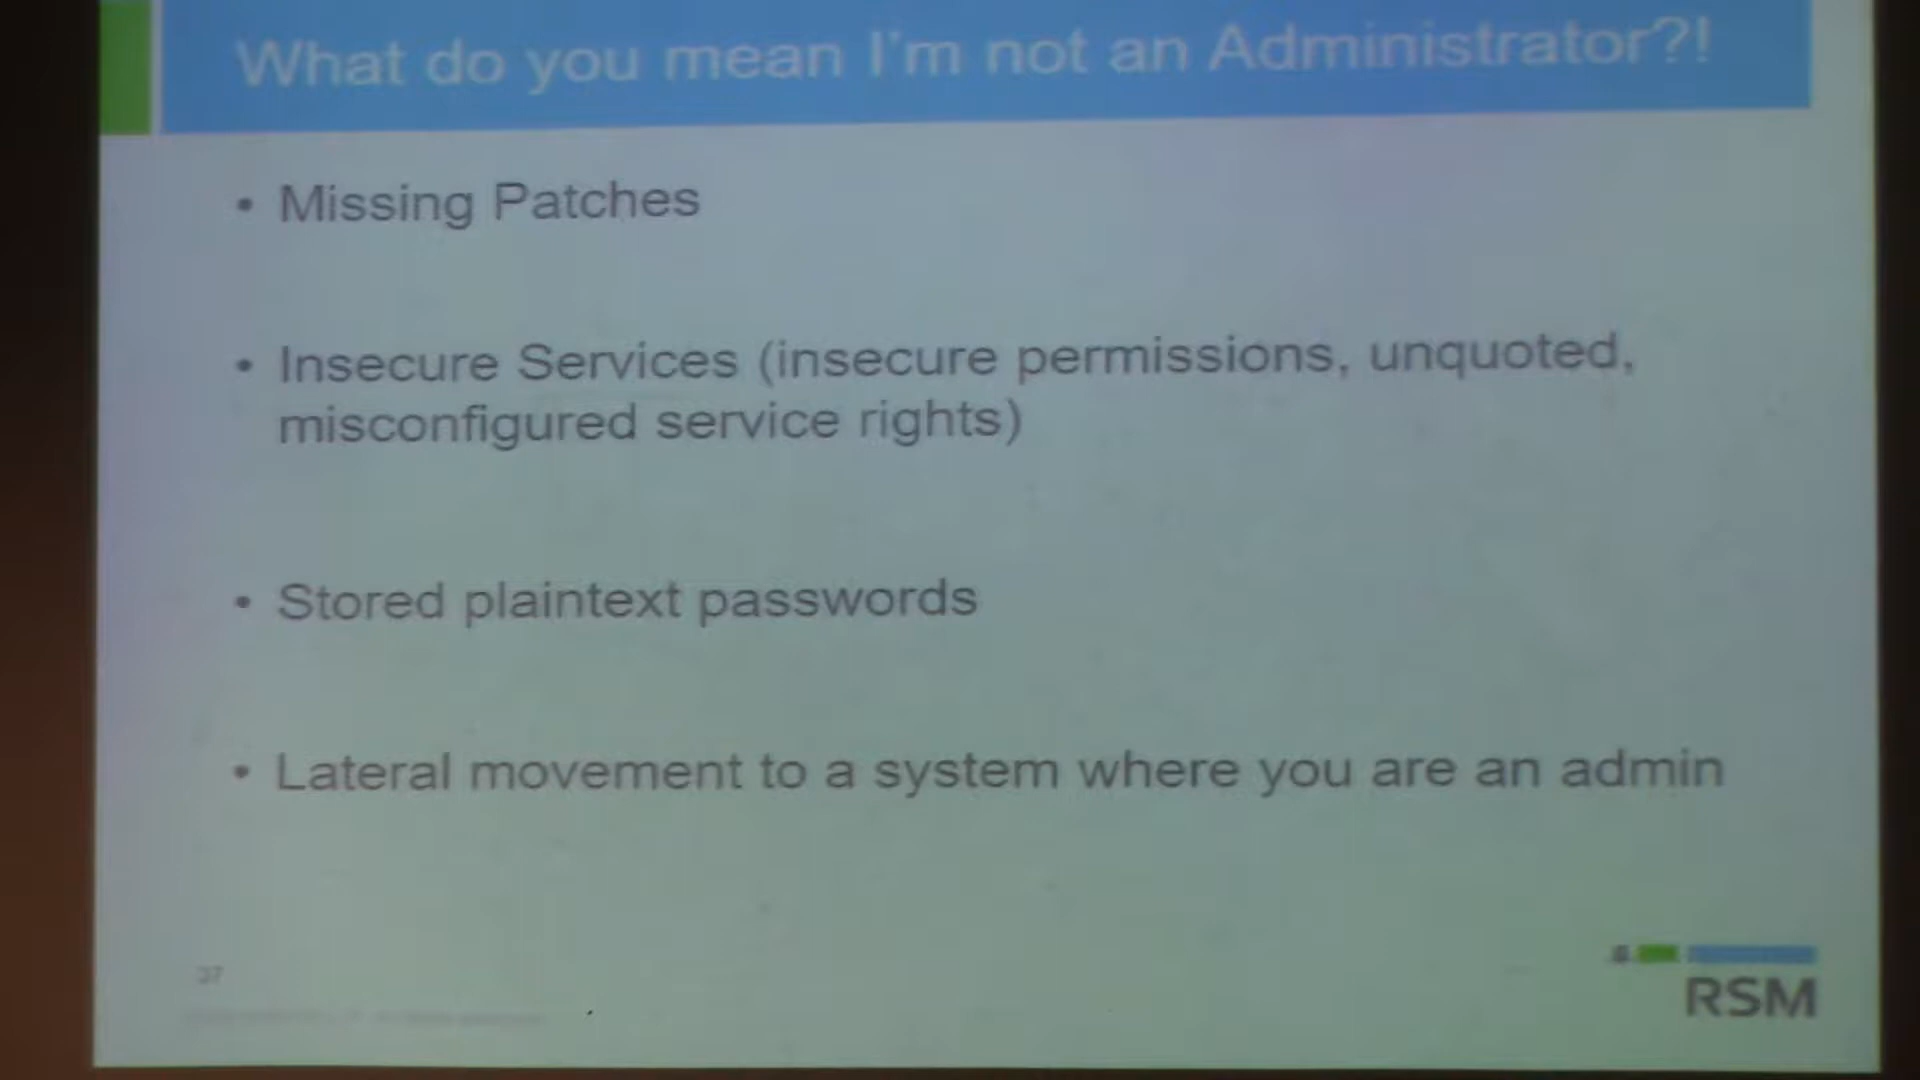 What do you mean I'm not an Administrator?!
• Missing Patches
• Insecure Services (insecure permissions, unquoted,
misconfigured service rights)
• Stored plaintext passwords
• Lateral movement to a system where you are an admin
37
RSM